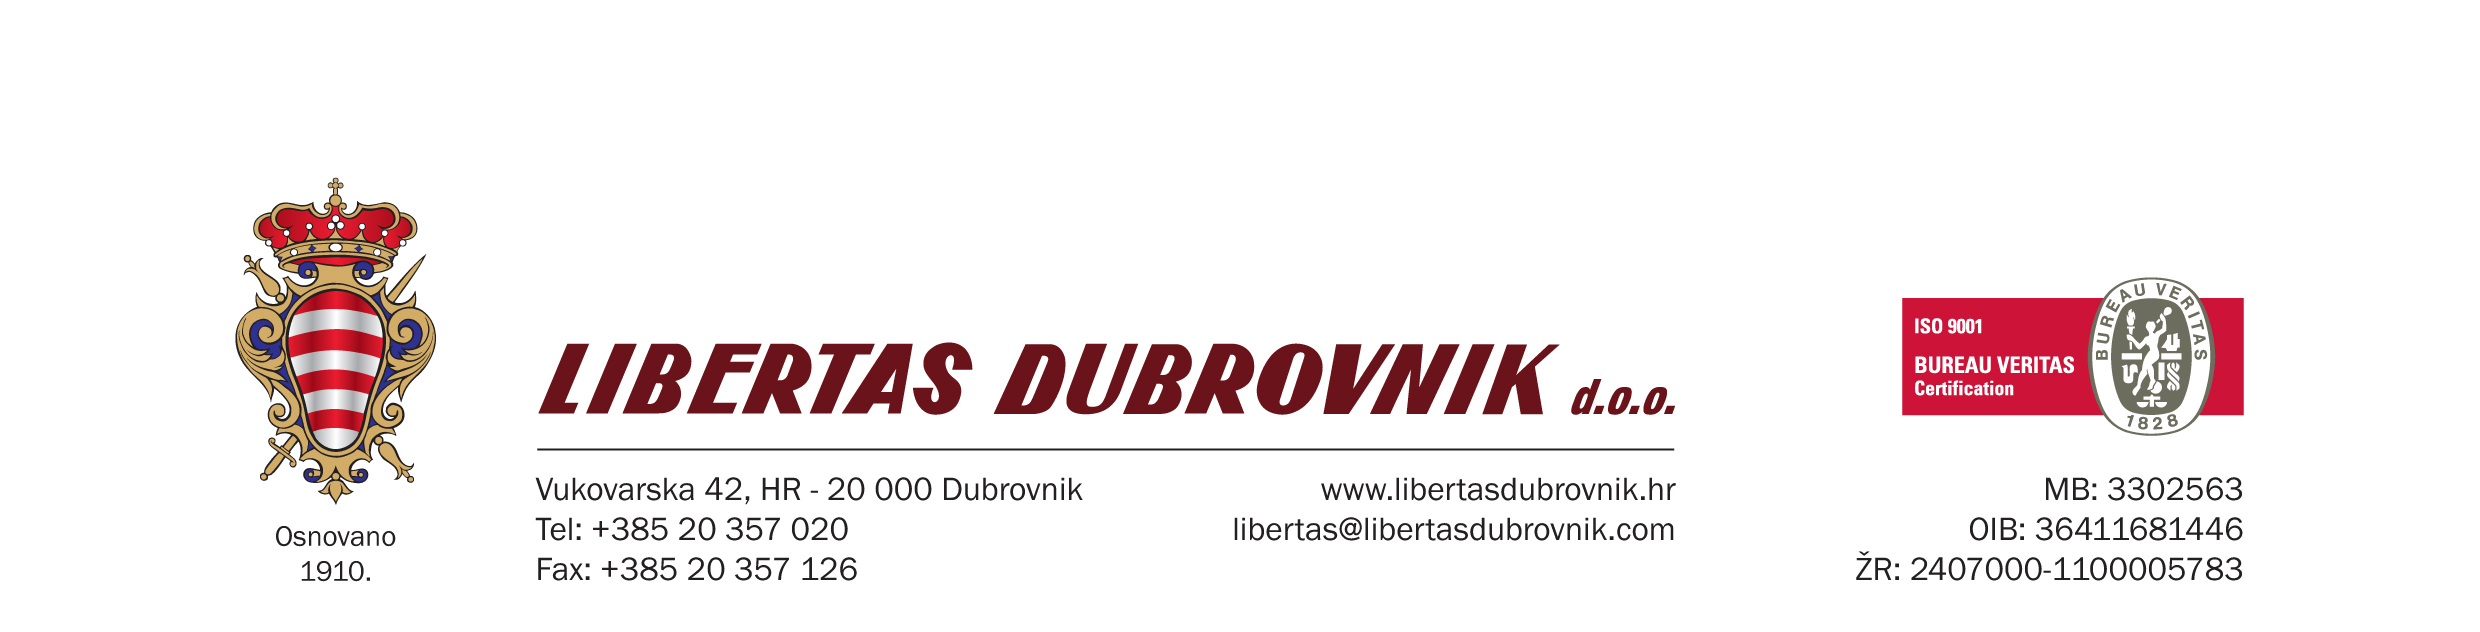 Osnovano
1910.
LIBERTAS DUBROVNIK d.o.o.
Vukovarska 42, HR - 20 000 Dubrovnik
Tel: +385 20 357 020
Fax: +385 20 357 126
www.libertasdubrovnik.hr
libertas@libertasdubrovnik.com
ISO 9001
BUREAU VERITAS
Certification
BUREAU VERITAS
1828
MB: 3302563
OIB: 36411681446
ŽR: 2407000-1100005783